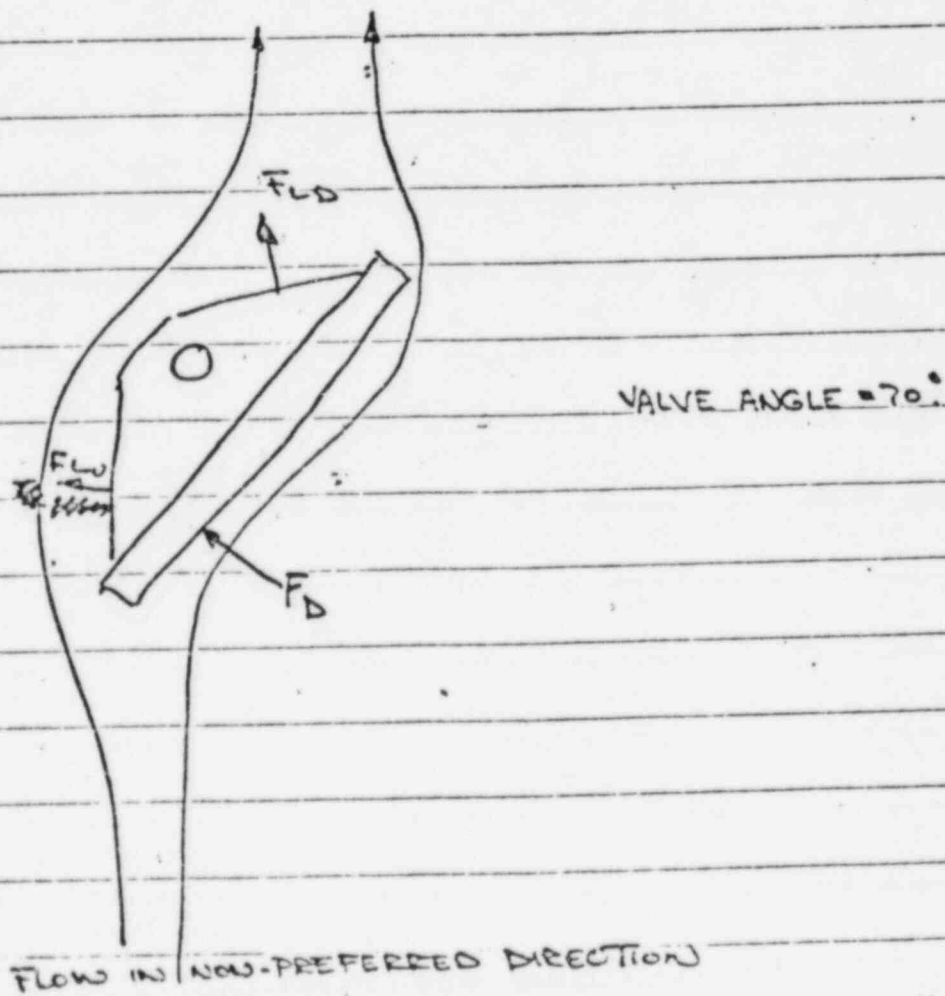 FLD
VALVE ANGLE = 70°
FLU
FD
FLOW IN NON-PREFERRED DIRECTION